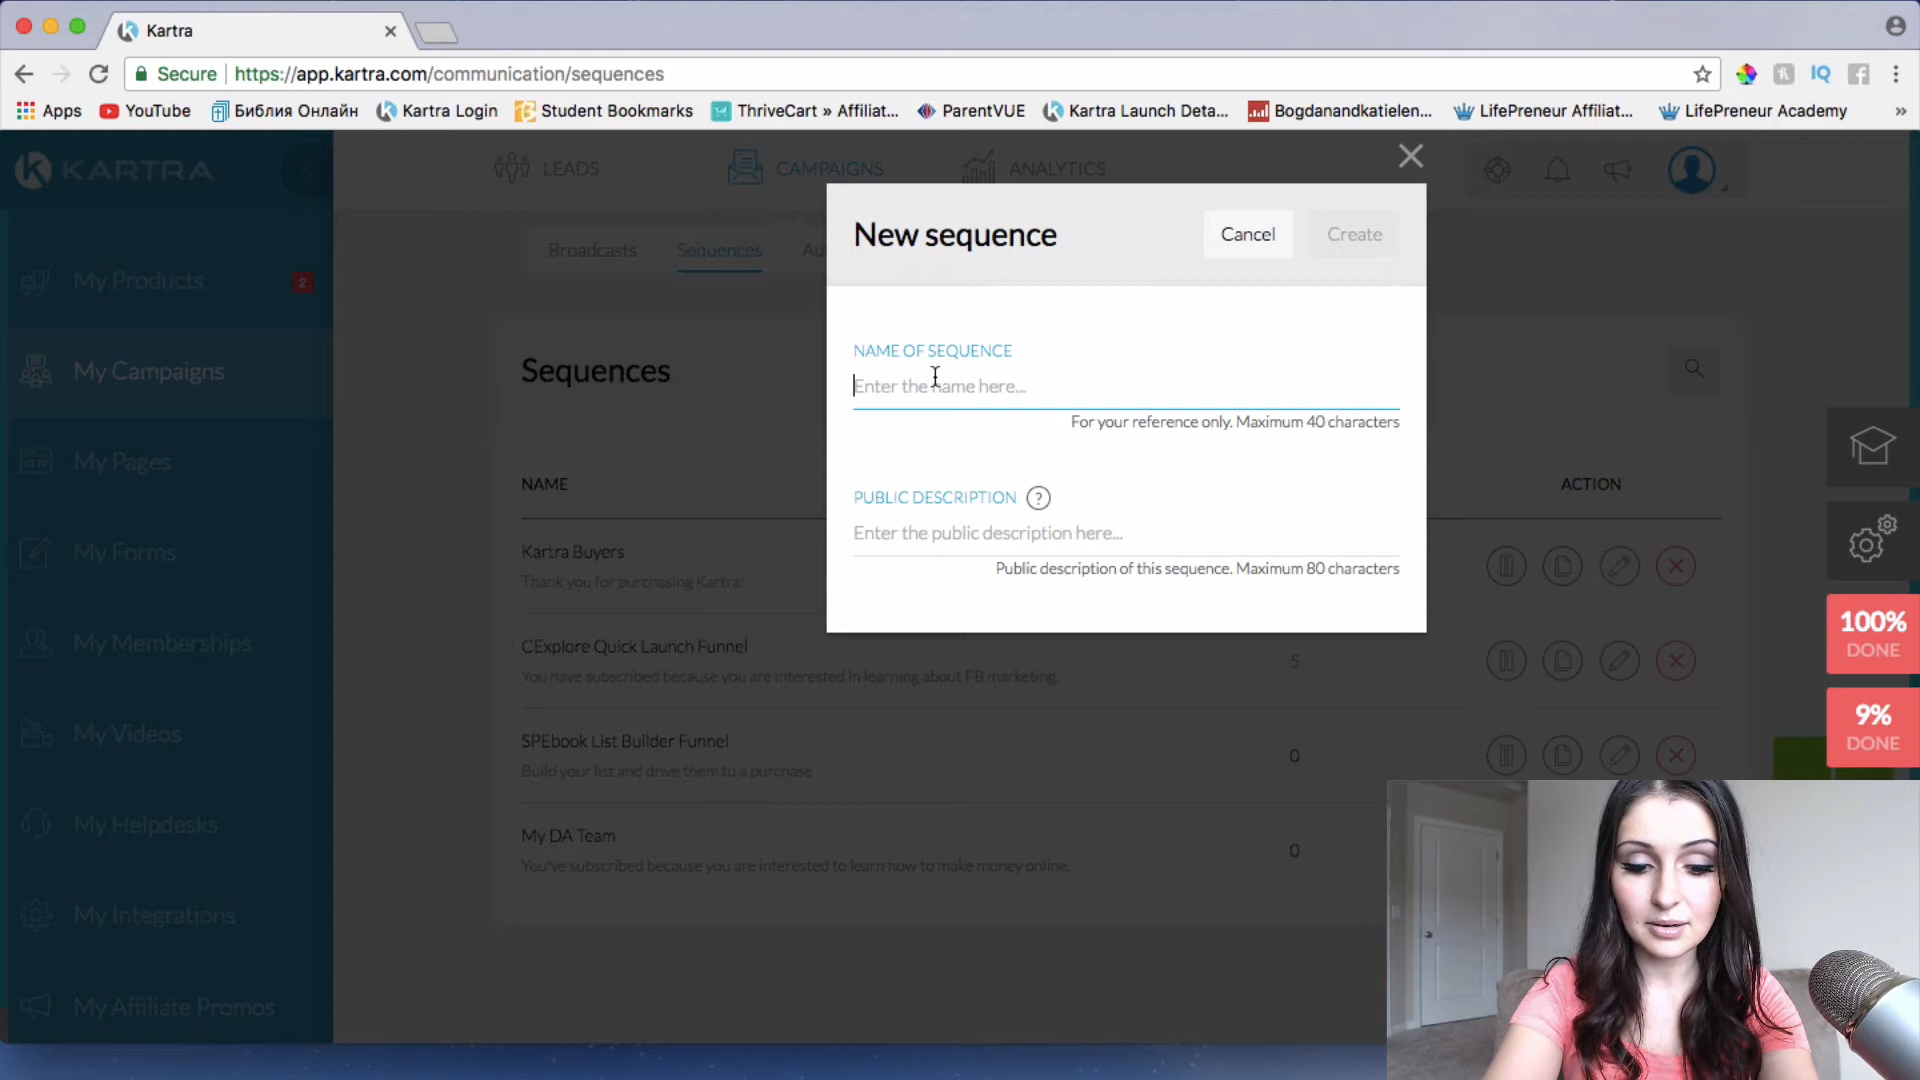 Kartra
Secure https://app.kartra.com/communication/sequences
IQ
Apps YouTube Библия Онлайн Kartra Login Student Bookmarks ThriveCart » Affiliat... ParentVUE Kartra Launch Deta... Bogdanandkatielen... LifePreneur Affiliat... LifePreneur Academy »
KARTRA
LEADS CAMPAIGNS ANALYTICS
My Products 2
My Campaigns
My Pages
My Forms
My Memberships
My Videos
My Helpdesks
My Integrations
My Affiliate Promos
Broadcasts Sequences Au
Sequences
NAME ACTION
Kartra Buyers
Thank you for purchasing Kartra!
CExplore Quick Launch Funnel 5
You have subscribed because you are interested in learning about FB marketing.
SPEbook List Builder Funnel 0
Build your list and drive them to a purchase
My DA Team 0
You've subscribed because you are interested to learn how to make money online.
New sequence Cancel Create
NAME OF SEQUENCE
Enter the name here...
For your reference only. Maximum 40 characters
PUBLIC DESCRIPTION ?
Enter the public description here...
Public description of this sequence. Maximum 80 characters
100%
DONE
9%
DONE